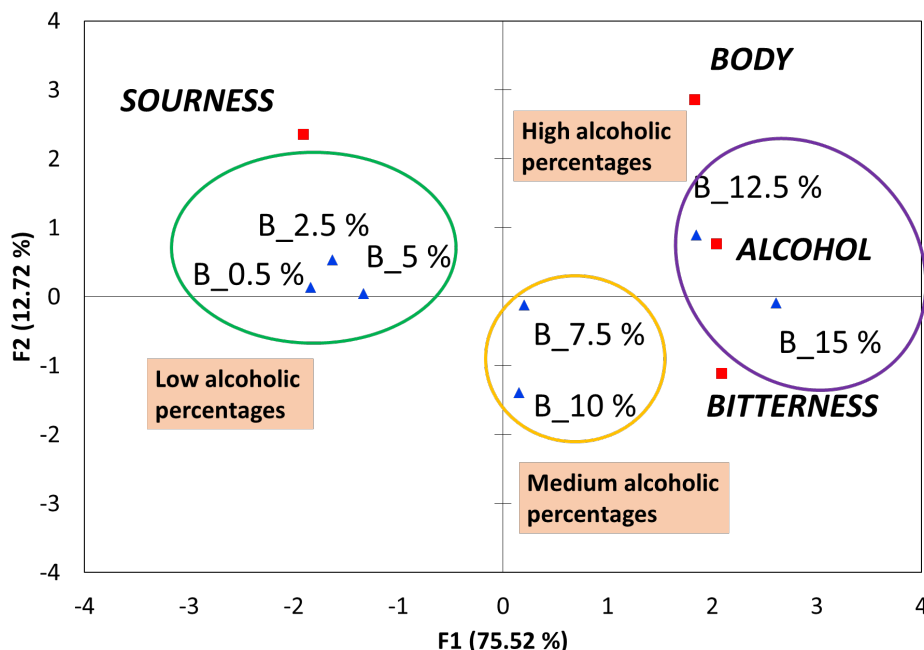 4
3
2
1
0
-1
-2
-3
-4
F2 (12.72 %)
BODY
SOURNESS
High alcoholic
percentages
B_12.5 %
B_2.5 %
B_5 %
B_0.5 %
ALCOHOL
B_7.5 %
B_15 %
Low alcoholic
percentages
B_10 %
BITTERNESS
Medium alcoholic
percentages
-4 -3 -2 -1 0 1 2 3 4
F1 (75.52 %)